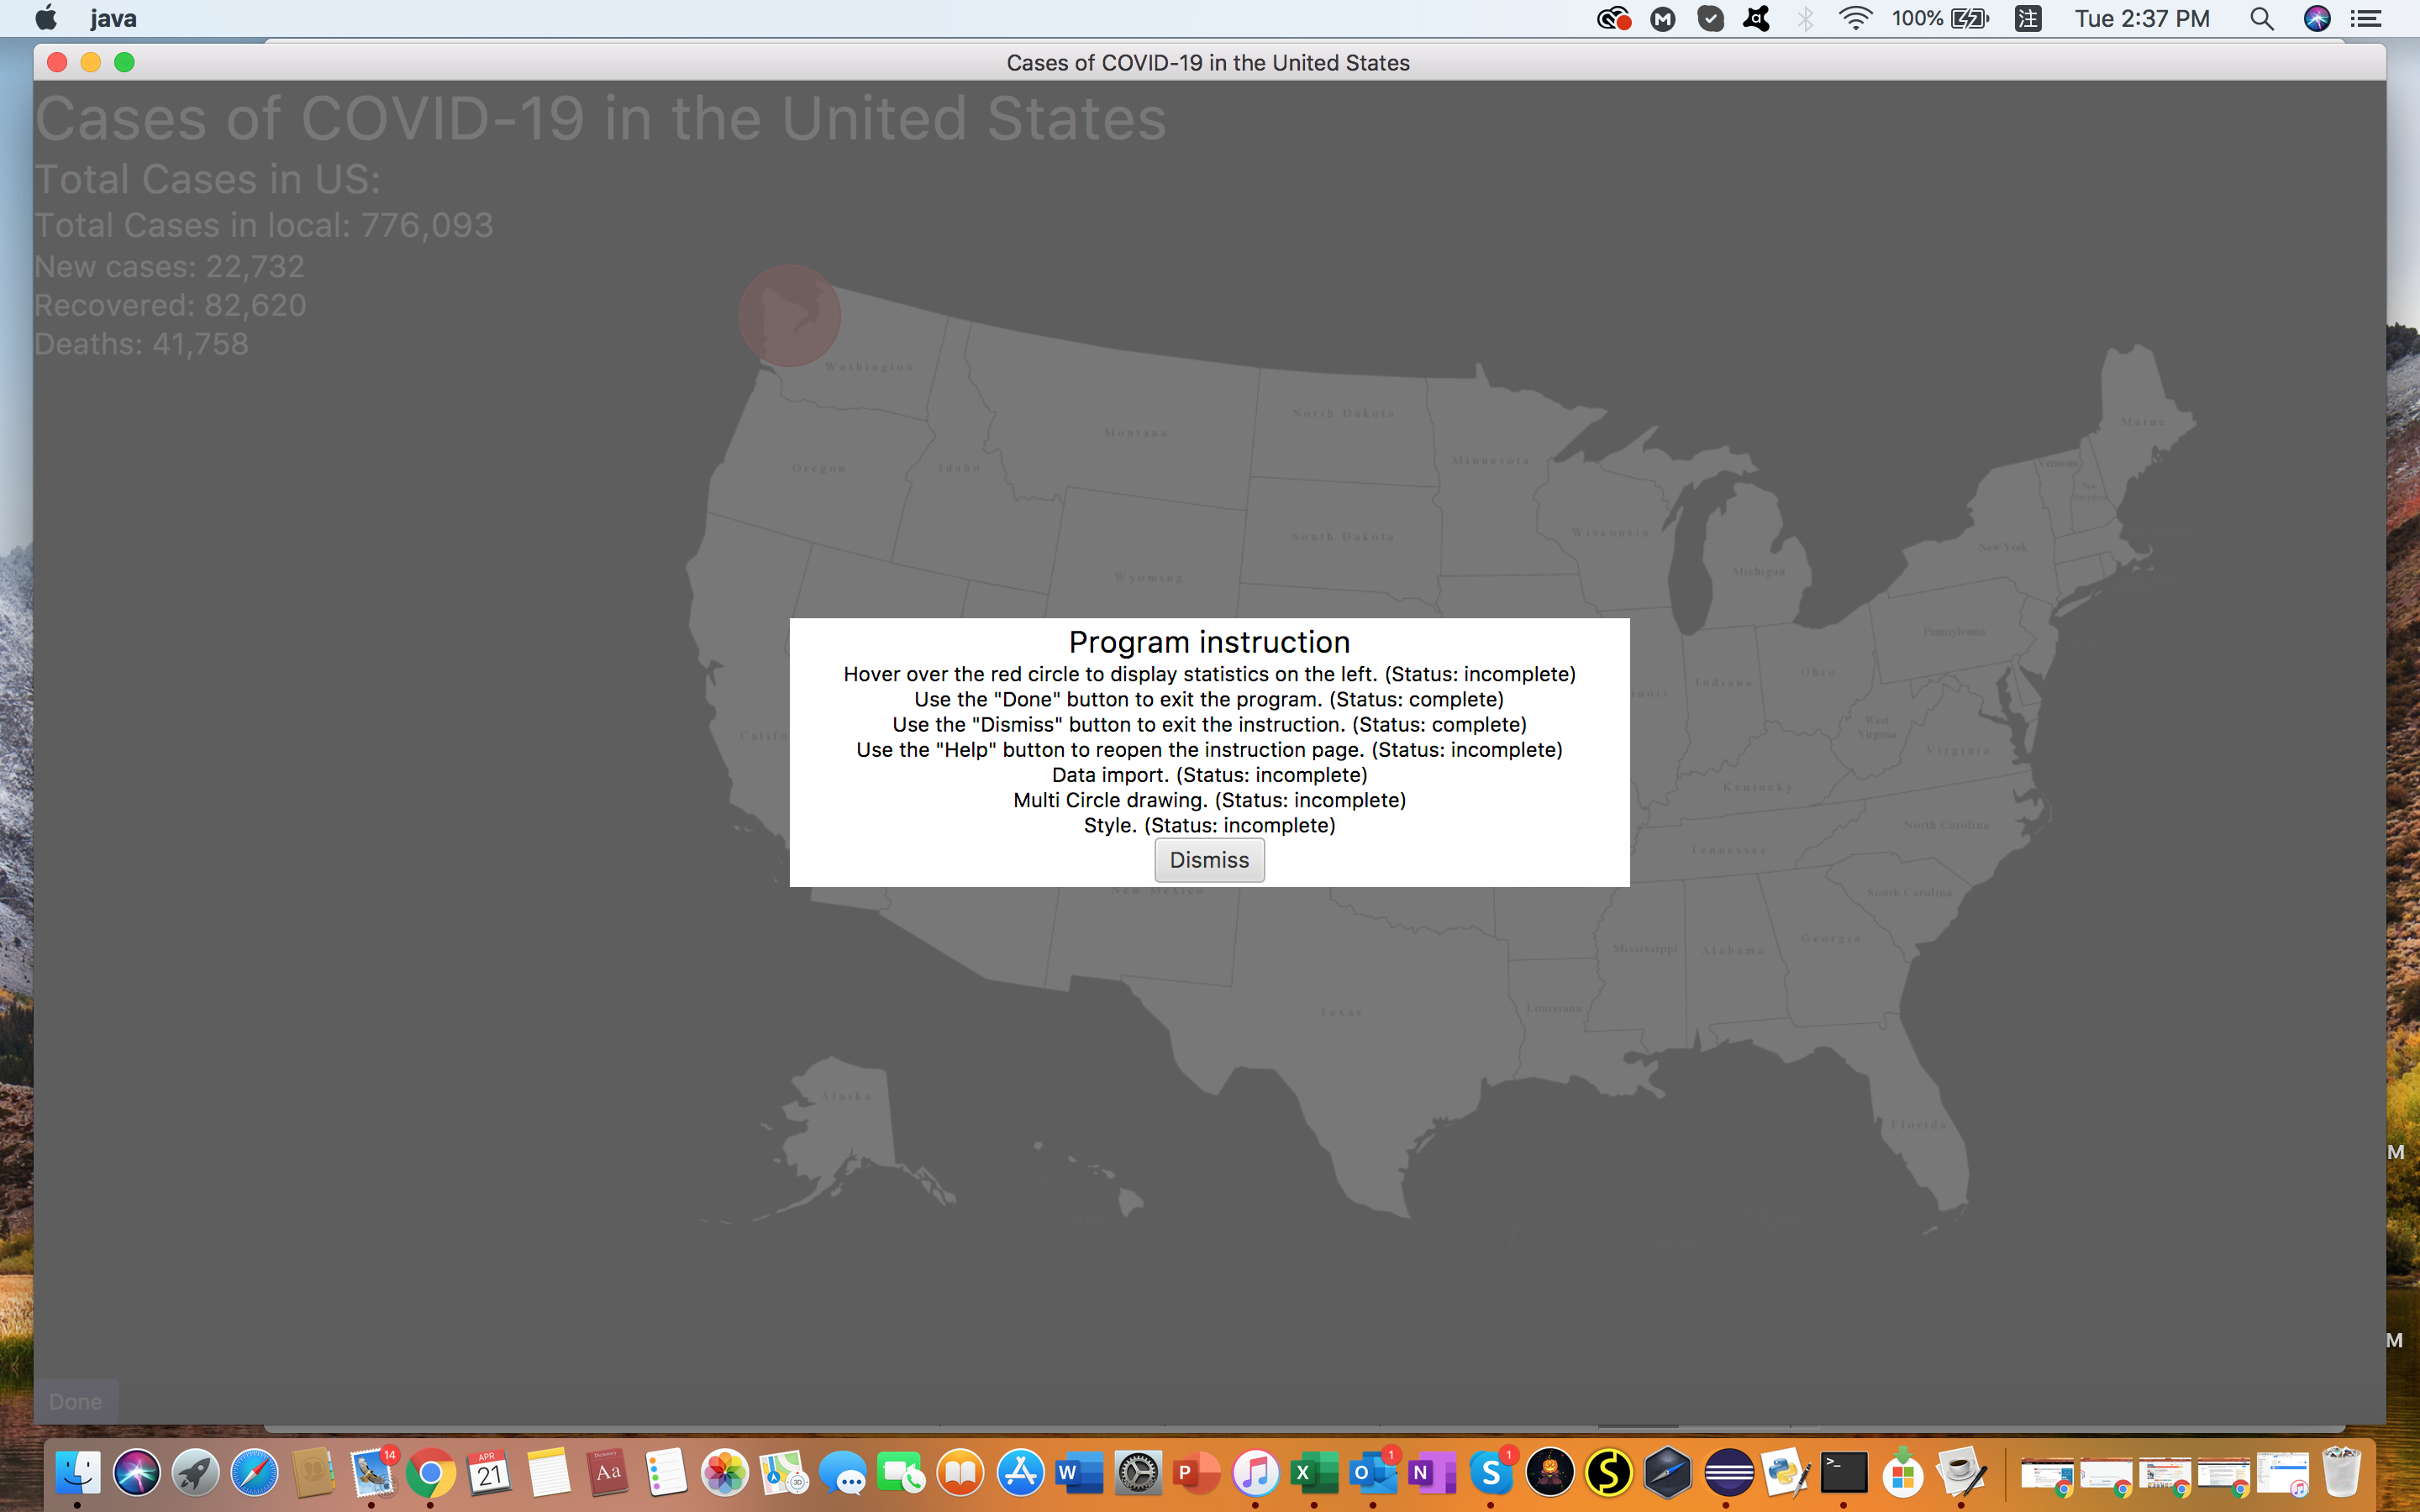 java
100%
注
Tue 2:37 PM
Cases of COVID-19 in the United States
Cases of COVID-19 in the United States
Total Cases in US:
Total Cases in local: 776,093
New cases: 22,732
Recovered: 82,620
Deaths: 41,758
Washington
Montana
North Dakota
Minnesota
Maine
Vermont
Oregon
Idaho
South Dakota
Wisconsin
New York
Wyoming
Michigan
Pennsylvania
Program instruction
Hover over the red circle to display statistics on the left. (Status: incomplete)
Use the "Done" button to exit the program. (Status: complete)
Use the "Dismiss" button to exit the instruction. (Status: complete)
Use the "Help" button to reopen the instruction page. (Status: incomplete)
Data import. (Status: incomplete)
Multi Circle drawing. (Status: incomplete)
Style. (Status: incomplete)
Dismiss
Indiana
Ohio
West
Virginia
Virginia
Califo
Kentucky
North Carolina
Tennessee
South Carolina
New Mexico
Mississippi
Alabama
Georgia
Texas
Louisiana
Alaska
Florida
M
M
Done
14
APR
21
Aa
3D
W
P
X
O
1
N
S
1
>_